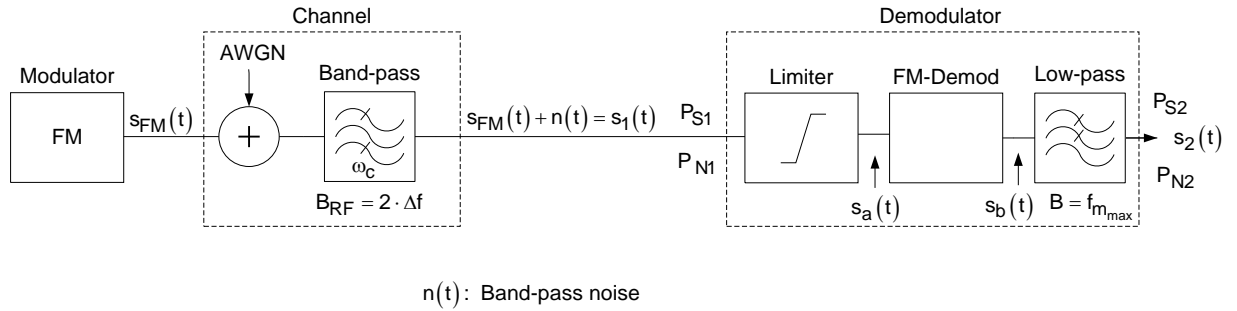 Channel
Demodulator
AWGN
Modulator
Band-pass
Limiter
FM-Demod
Low-pass
FM
s_FM(t)
+
ω_c
s_FM(t) + n(t) = s_1(t)
P_S1
P_N1
P_S2
s_2(t)
P_N2
B_RF = 2 · Δf
s_a(t)
s_b(t)
B = f_m_max
n(t) : Band-pass noise